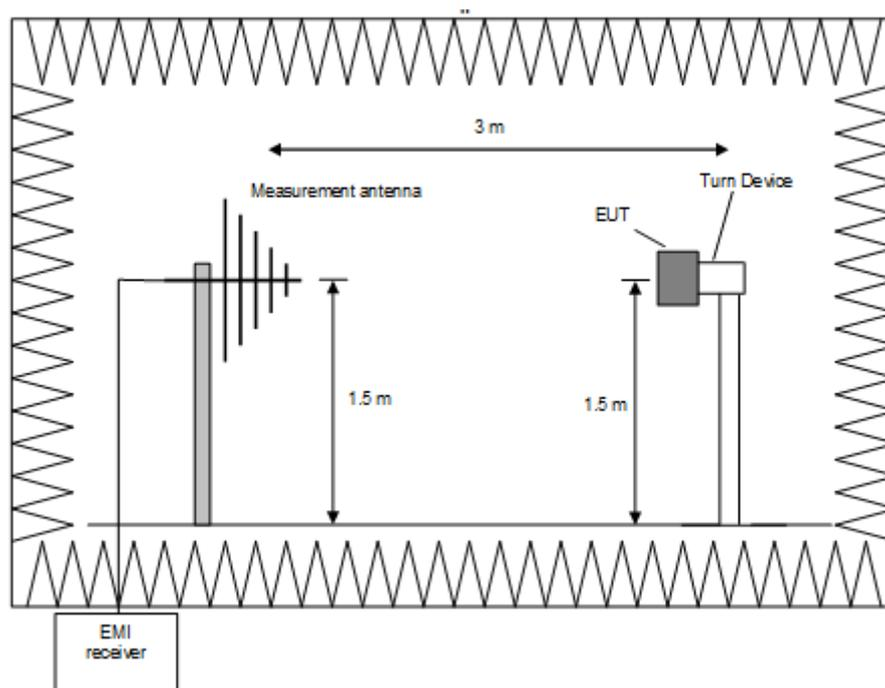 3 m
Measurement antenna
Turn Device
EUT
1.5 m
1.5 m
EMI
receiver